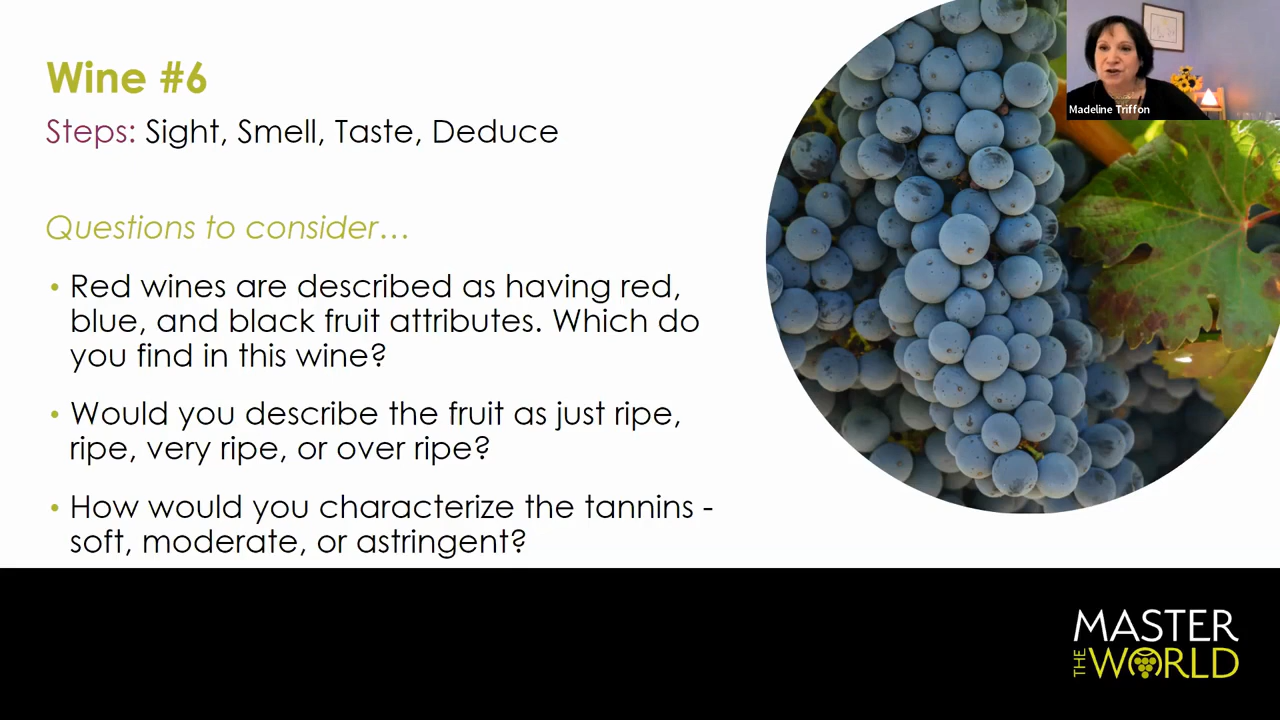 Wine #6
Steps: Sight, Smell, Taste, Deduce
Questions to consider…
• Red wines are described as having red,
blue, and black fruit attributes. Which do
you find in this wine?
• Would you describe the fruit as just ripe,
ripe, very ripe, or over ripe?
• How would you characterize the tannins -
soft, moderate, or astringent?
Madeline Triffon
MASTER
THE WORLD